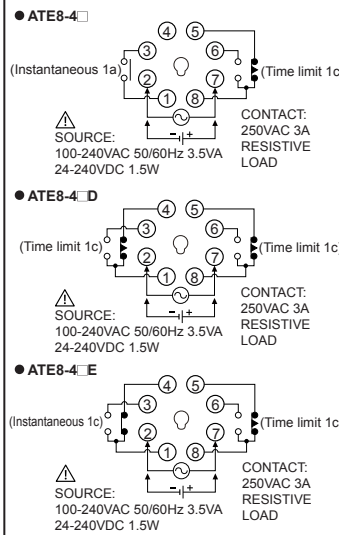 ● ATE8-4□
④ ⑤
③ ⑥
(Instantaneous 1a)
(Time limit 1c
② ⑦
① ⑧
- +
SOURCE:
100-240VAC 50/60Hz 3.5VA
24-240VDC 1.5W
CONTACT:
250VAC 3A
RESISTIVE
LOAD
● ATE8-4□D
④ ⑤
③ ⑥
(Time limit 1c)
(Time limit 1c)
② ⑦
① ⑧
- +
SOURCE:
100-240VAC 50/60Hz 3.5VA
24-240VDC 1.5W
CONTACT:
250VAC 3A
RESISTIVE
LOAD
● ATE8-4□E
④ ⑤
③ ⑥
(Instantaneous 1c)
(Time limit 1c
② ⑦
① ⑧
- +
SOURCE:
100-240VAC 50/60Hz 3.5VA
24-240VDC 1.5W
CONTACT:
250VAC 3A
RESISTIVE
LOAD